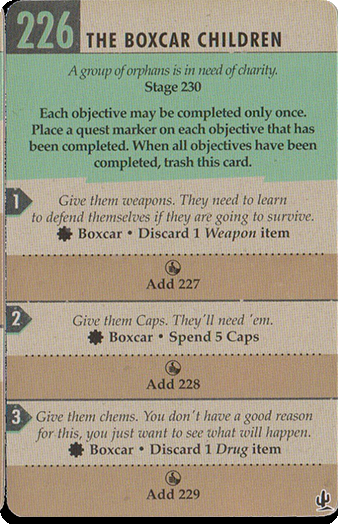 226 THE BOXCAR CHILDREN
A group of orphans is in need of charity.
Stage 230
Each objective may be completed only once.
Place a quest marker on each objective that has
been completed. When all objectives have been
completed, trash this card.
1
Give them weapons. They need to learn
to defend themselves if they are going to survive.
Boxcar • Discard 1 Weapon item
Add 227
2
Give them Caps. They'll need 'em.
Boxcar • Spend 5 Caps
Add 228
3
Give them chems. You don't have a good reason
for this, you just want to see what will happen.
Boxcar • Discard 1 Drug item
Add 229